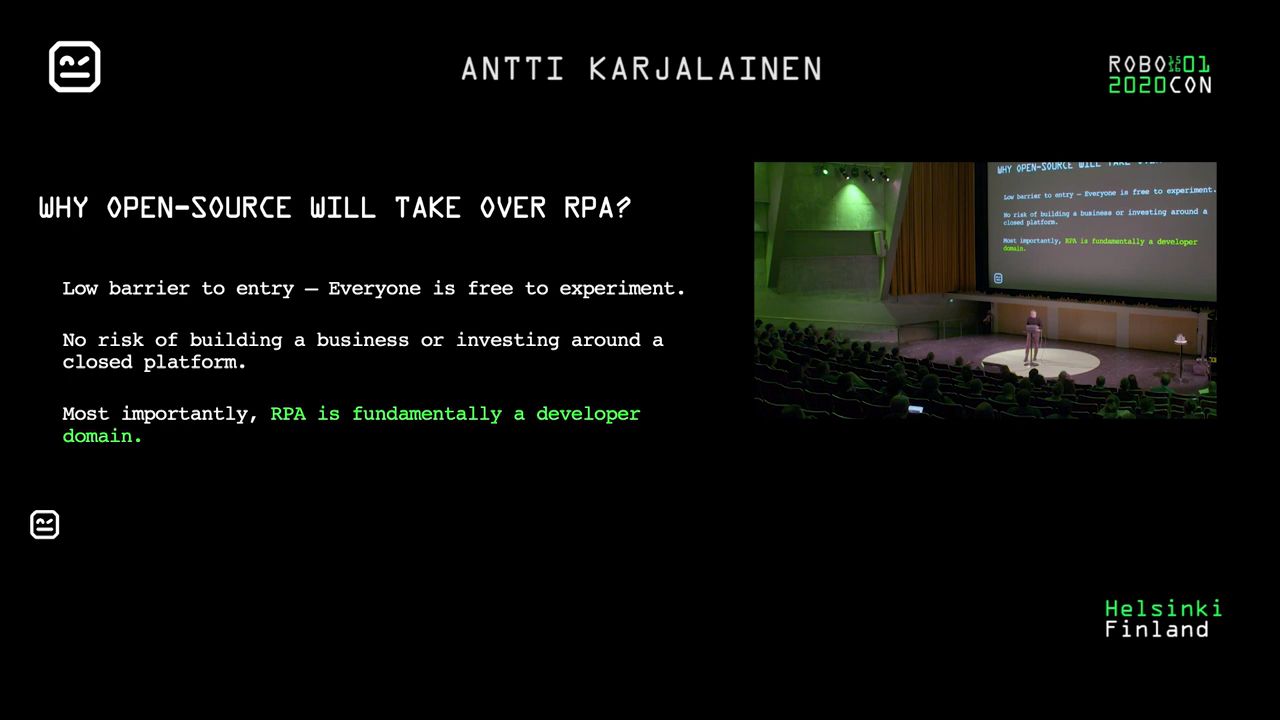 ANTTI KARJALAINEN
ROBO 01
2020CON
WHY OPEN-SOURCE WILL TAKE OVER RPA?
Low barrier to entry — Everyone is free to experiment.
No risk of building a business or investing around a
closed platform.
Most importantly, RPA is fundamentally a developer
domain.
WHY OPEN-SOURCE WILL TAKE OVER
Low barrier to entry — Everyone is free to experiment.
No risk of building a business or investing around a
closed platform.
Most importantly, RPA is fundamentally a developer
domain.
Helsinki
Finland